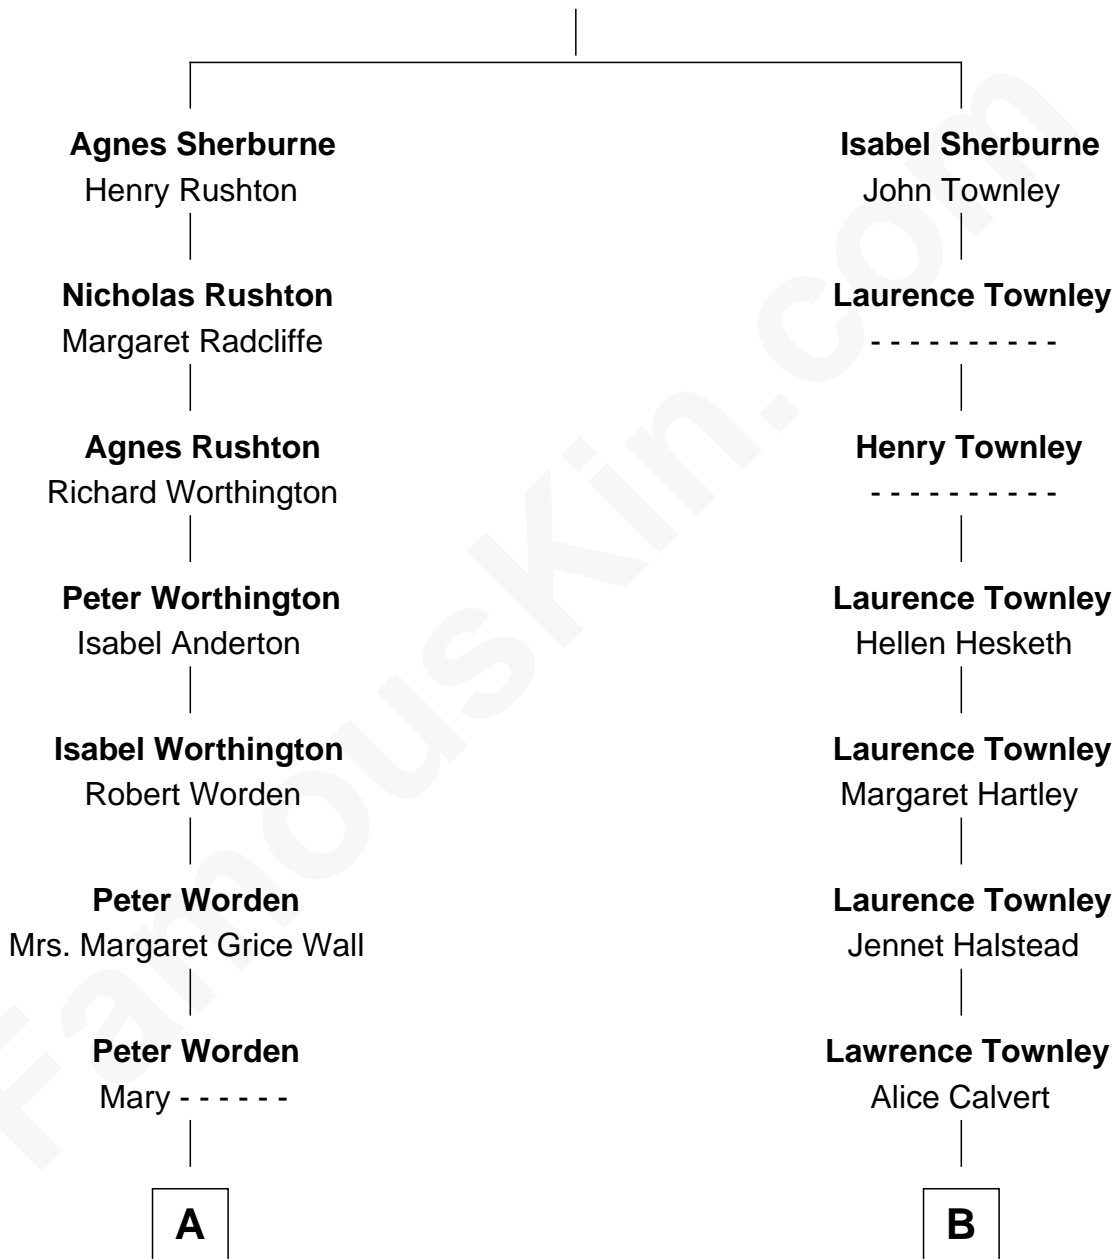 Agnes Sherburne
Henry Rushton
Isabel Sherburne
John Townley
Nicholas Rushton
Margaret Radcliffe
Laurence Townley
- - - - - - - - - -
Agnes Rushton
Richard Worthington
Henry Townley
- - - - - - - - - -
Peter Worthington
Isabel Anderton
Laurence Townley
Hellen Hesketh
Isabel Worthington
Robert Worden
Laurence Townley
Margaret Hartley
Peter Worden
Mrs. Margaret Grice Wall
Laurence Townley
Jennet Halstead
Peter Worden
Mary - - - - - -
Lawrence Townley
Alice Calvert
A
B
FamousKin.com